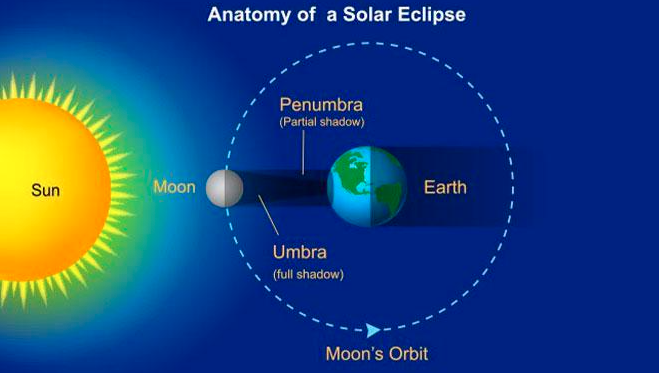 Anatomy of a Solar Eclipse
Penumbra
(Partial shadow)
Sun
Moon
Earth
Umbra
(full shadow)
Moon's Orbit